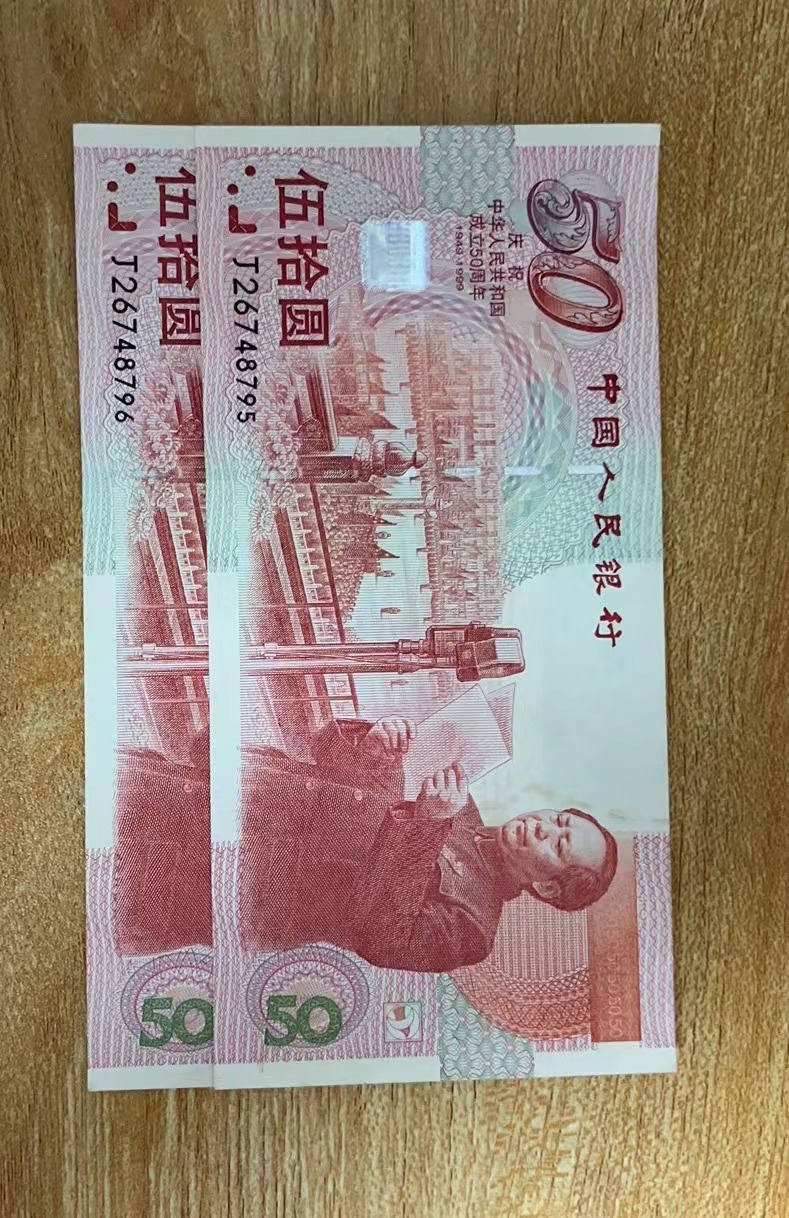 50
庆祝
中华人民共和国
成立50周年
1949-1999
中国人民银行
伍拾圆
J26748795
50
伍拾圆
J26748796
50